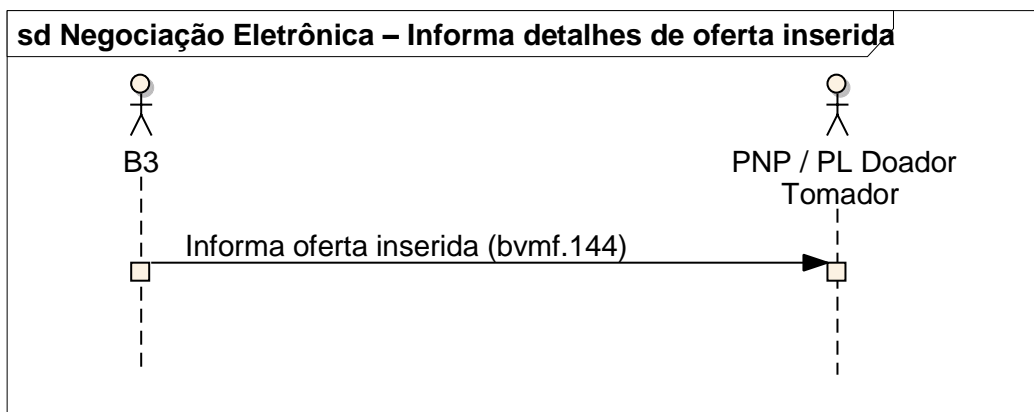 sd Negociação Eletrônica – Informa detalhes de oferta inserida
B3
PNP / PL Doador
Tomador
Informa oferta inserida (bvmf.144)